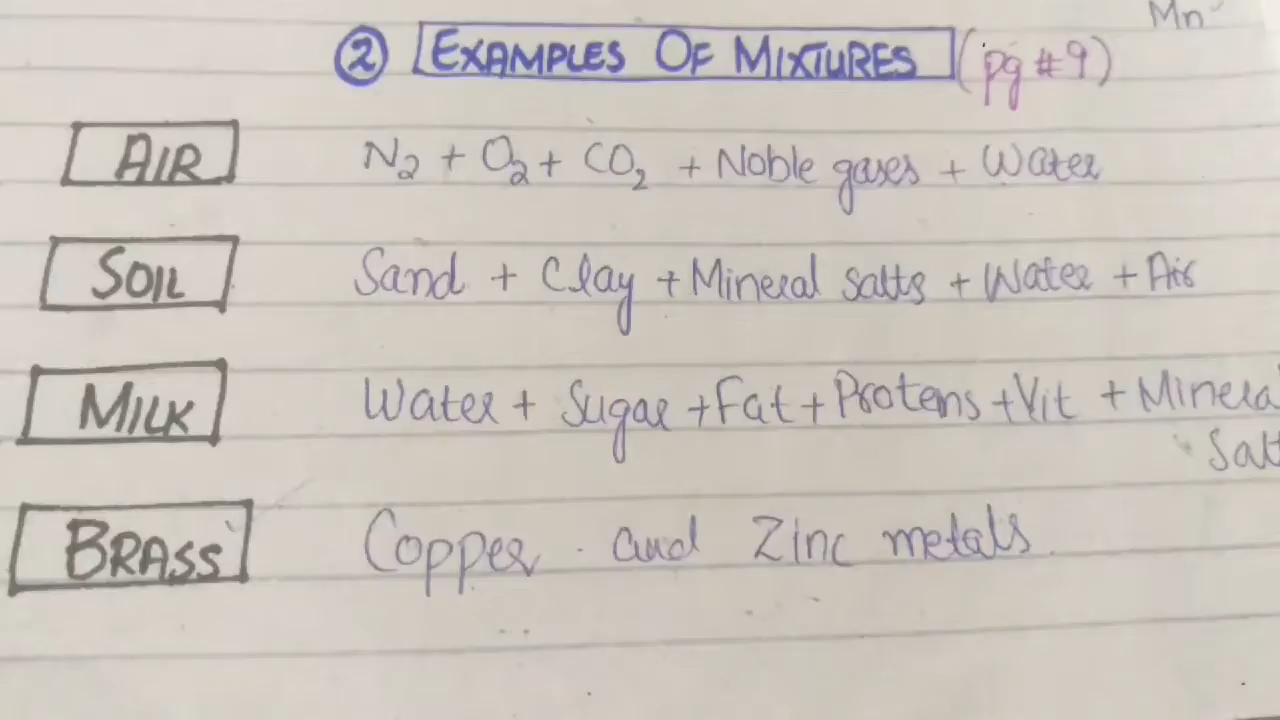 Mn
② EXAMPLES OF MIXTURES (pg #9)
AIR N₂ + O₂ + CO₂ + Noble gases + Water
SOIL Sand + Clay + Mineral salts + Water + Air
MILK Water + Sugar + Fat + Protens + Vit + Minera
Salt
BRASS Copper and Zinc metals